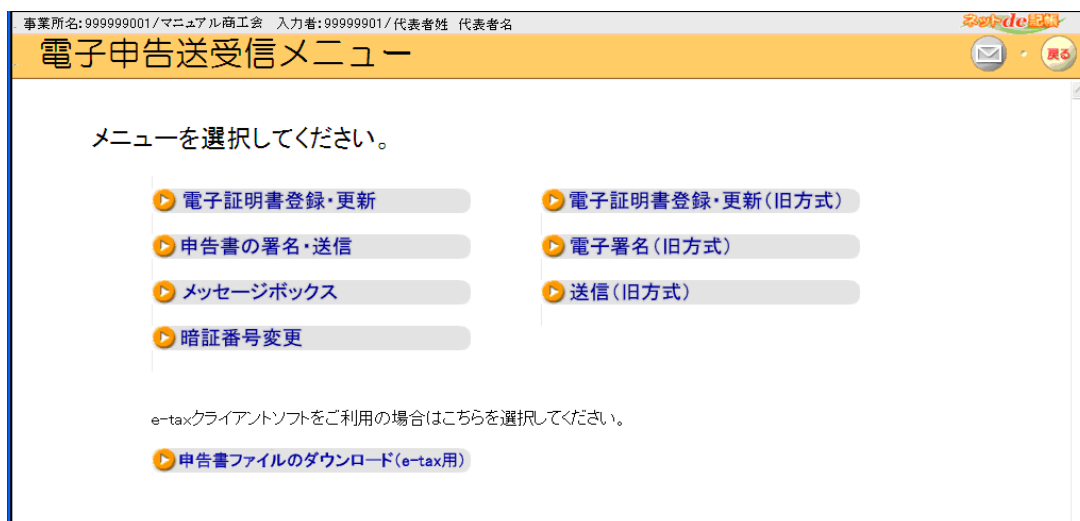 事業所名:999999001/マニュアル商工会 入力者:99999901/代表者姓 代表者名
ネットde記帳
電子申告送受信メニュー
戻る
メニューを選択してください。
電子証明書登録・更新
電子証明書登録・更新(旧方式)
申告書の署名・送信
電子署名(旧方式)
メッセージボックス
送信(旧方式)
暗証番号変更
e-taxクライアントソフトをご利用の場合はこちらを選択してください。
申告書ファイルのダウンロード(e-tax用)